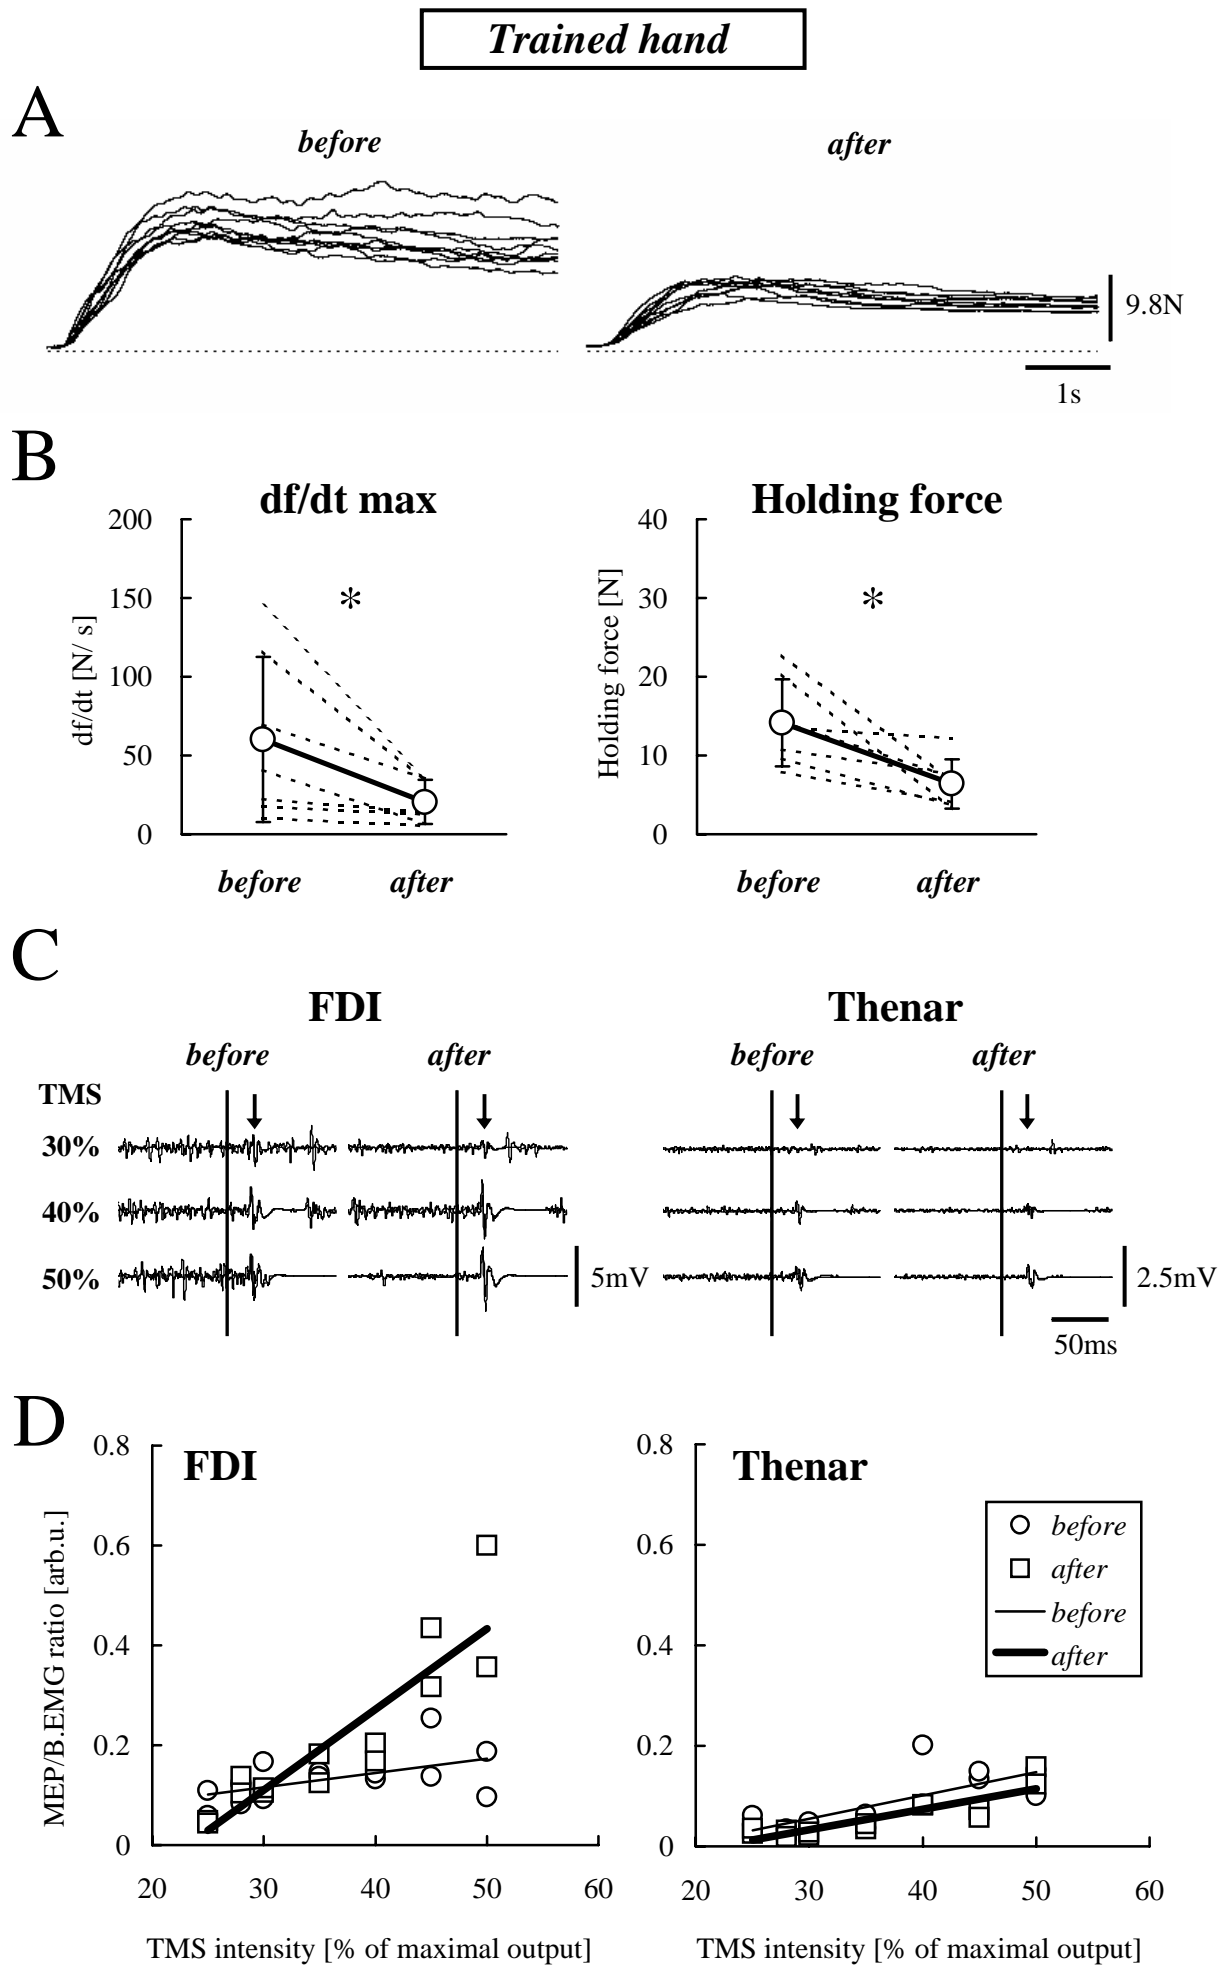 Trained hand
A
before
after
9.8N
1s
B
df/dt max
Holding force
200
150
100
50
0
df/dt [N/ s]
*
before
after
40
30
20
10
0
Holding force [N]
*
before
after
C
FDI
Thenar
before
after
before
after
TMS
30%
40%
50%
5mV
2.5mV
50ms
D
FDI
Thenar
0.8
0.6
0.4
0.2
0
MEP/B.EMG ratio [arb.u.]
20
30
40
50
60
TMS intensity [% of maximal output]
0.8
0.6
0.4
0.2
0
before
after
before
after
20
30
40
50
60
TMS intensity [% of maximal output]